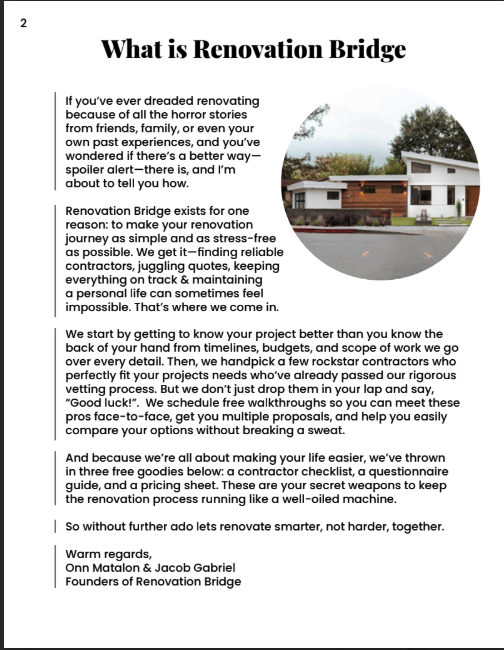 2
What is Renovation Bridge
If you've ever dreaded renovating
because of all the horror stories
from friends, family, or even your
own past experiences, and you've
wondered if there's a better way—
spoiler alert—there is, and I'm
about to tell you how.
Renovation Bridge exists for one
reason: to make your renovation
journey as simple and as stress-free
as possible. We get it—finding reliable
contractors, juggling quotes, keeping
everything on track & maintaining
a personal life can sometimes feel
impossible. That's where we come in.
We start by getting to know your project better than you know the
back of your hand from timelines, budgets, and scope of work we go
over every detail. Then, we handpick a few rockstar contractors who
perfectly fit your projects needs who've already passed our rigorous
vetting process. But we don't just drop them in your lap and say,
"Good luck!".  We schedule free walkthroughs so you can meet these
pros face-to-face, get you multiple proposals, and help you easily
compare your options without breaking a sweat.
And because we're all about making your life easier, we've thrown
in three free goodies below: a contractor checklist, a questionnaire
guide, and a pricing sheet. These are your secret weapons to keep
the renovation process running like a well-oiled machine.
So without further ado lets renovate smarter, not harder, together.
Warm regards,
Onn Matalon & Jacob Gabriel
Founders of Renovation Bridge